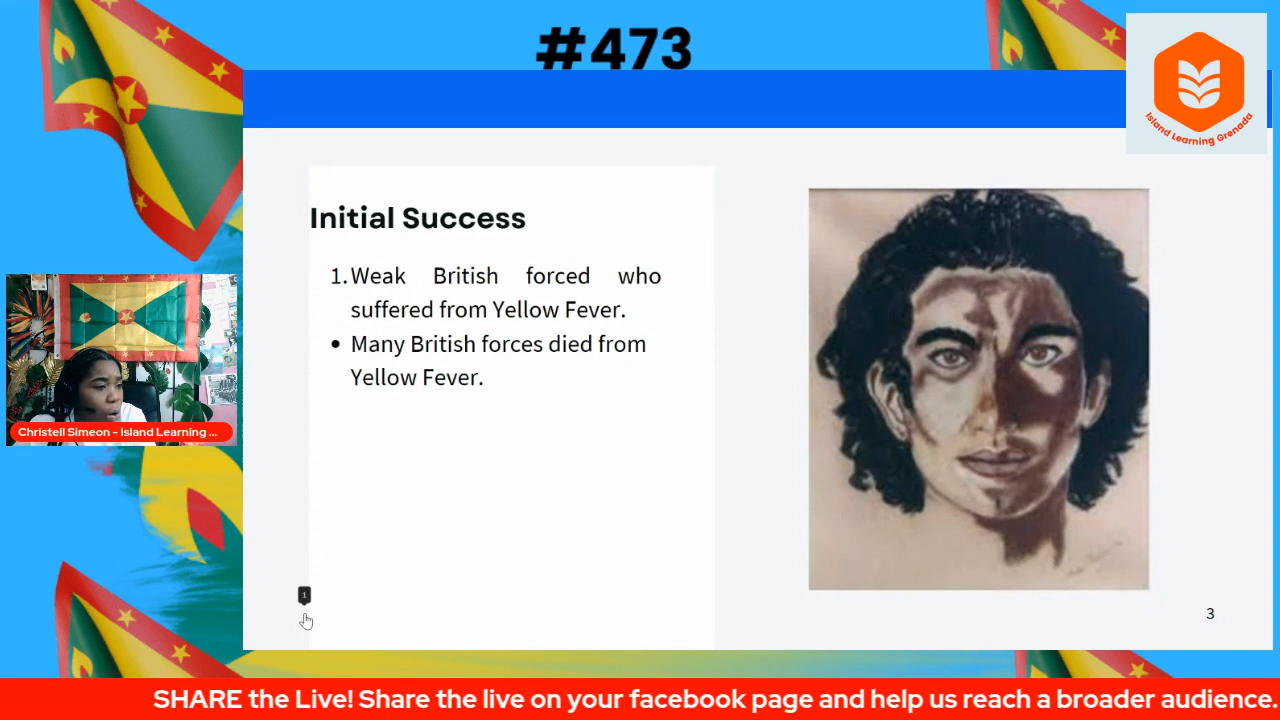 #473
Island Learning Grenada
Initial Success
1. Weak British forced who
suffered from Yellow Fever.
• Many British forces died from
Yellow Fever.
Christell Simeon - Island Learning ...
1
3
SHARE the Live! Share the live on your facebook page and help us reach a broader audience.